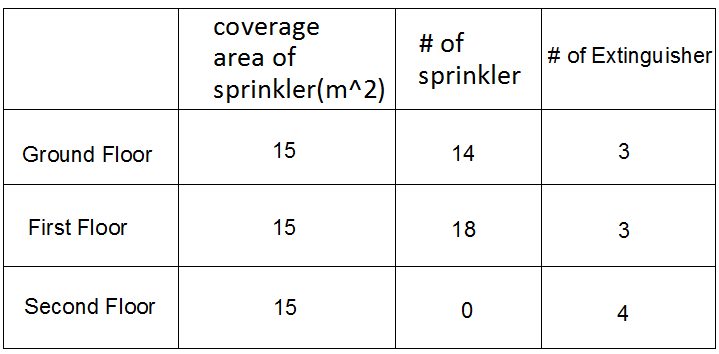 coverage
area of
sprinkler(m^2)
# of
sprinkler
# of Extinguisher
Ground Floor 15 14 3
First Floor 15 18 3
Second Floor 15 0 4